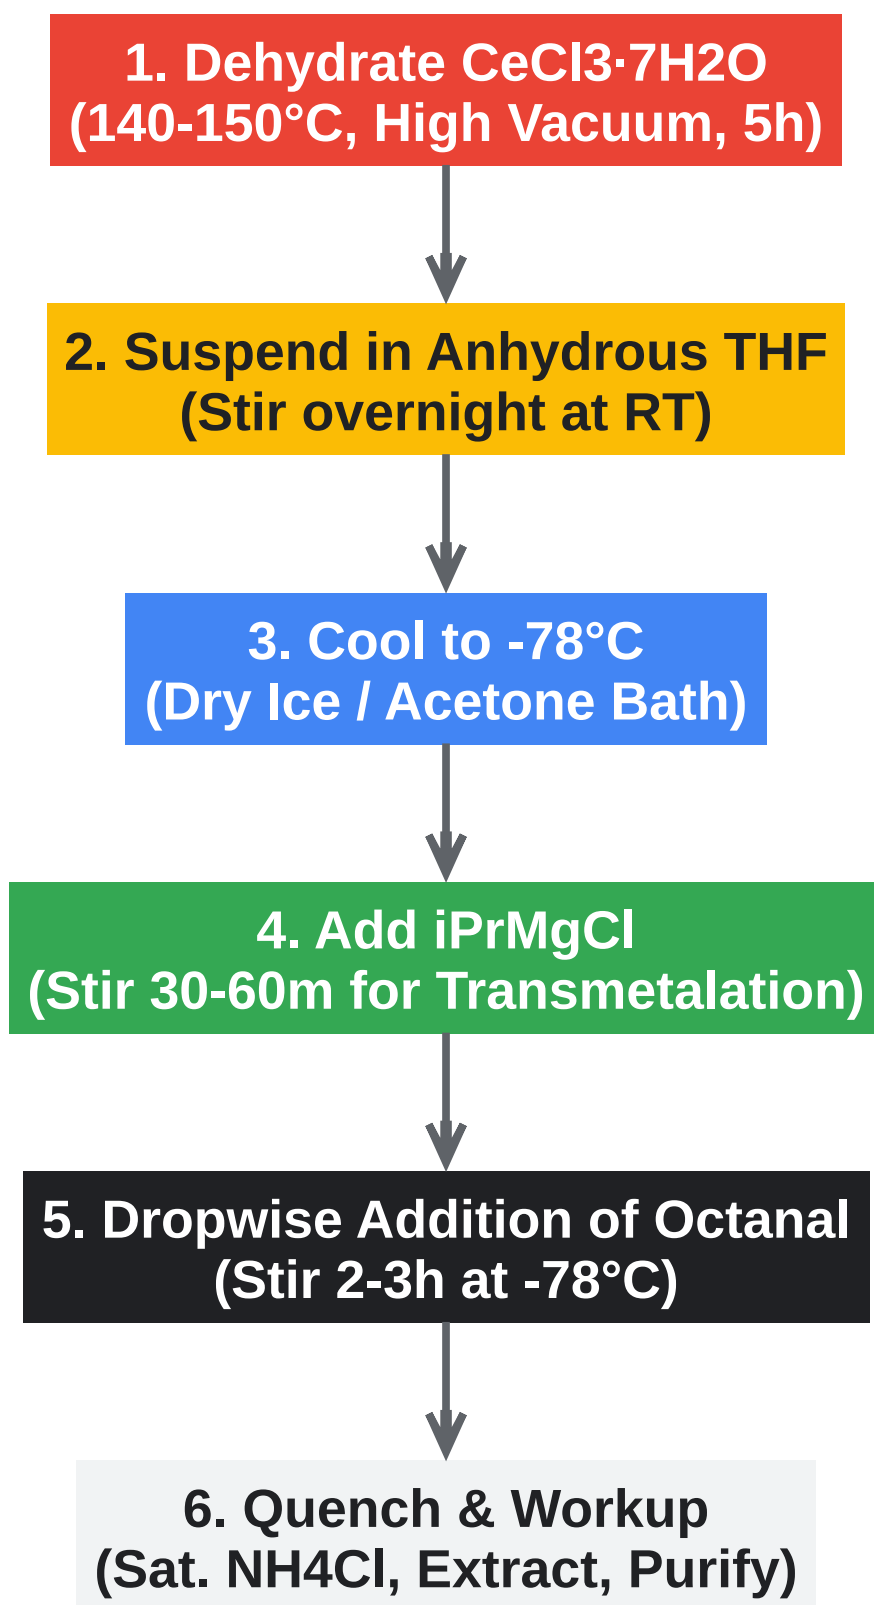 1. Dehydrate CeCl3·7H2O
(140-150°C, High Vacuum, 5h)
2. Suspend in Anhydrous THF
(Stir overnight at RT)
3. Cool to -78°C
(Dry Ice / Acetone Bath)
4. Add iPrMgCl
(Stir 30-60m for Transmetalation)
5. Dropwise Addition of Octanal
(Stir 2-3h at -78°C)
6. Quench & Workup
(Sat. NH4Cl, Extract, Purify)